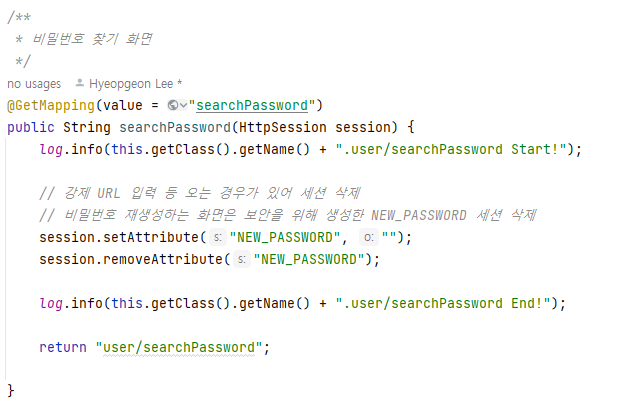 /**
 * 비밀번호 찾기 화면
 */
no usages Hyeopgeon Lee *
@GetMapping(value = "searchPassword")
public String searchPassword(HttpSession session) {
    log.info(this.getClass().getName() + ".user/searchPassword Start!");
    // 강제 URL 입력 등 오는 경우가 있어 세션 삭제
    // 비밀번호 재생성하는 화면은 보안을 위해 생성한 NEW_PASSWORD 세션 삭제
    session.setAttribute( s: "NEW_PASSWORD", o: "");
    session.removeAttribute( s: "NEW_PASSWORD");
    log.info(this.getClass().getName() + ".user/searchPassword End!");
    return "user/searchPassword";
}